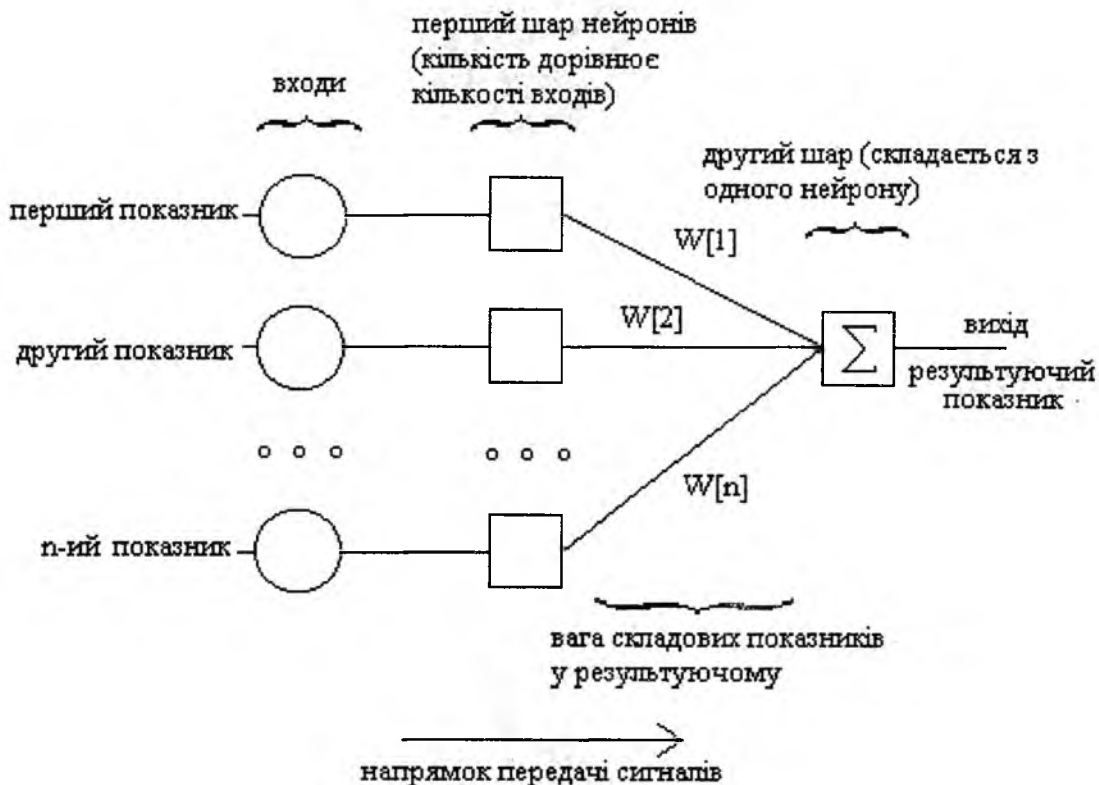 перший шар нейронів
(кількість дорівнює
кількості входів)
входи
другий шар (складається з
одного нейрону)
перший показник
W[1]
другий показник
W[2]
Σ
вихід
результуючий
показник
n-ий показник
W[n]
вага складових показників
у результуючому
напрямок передачі сигналів